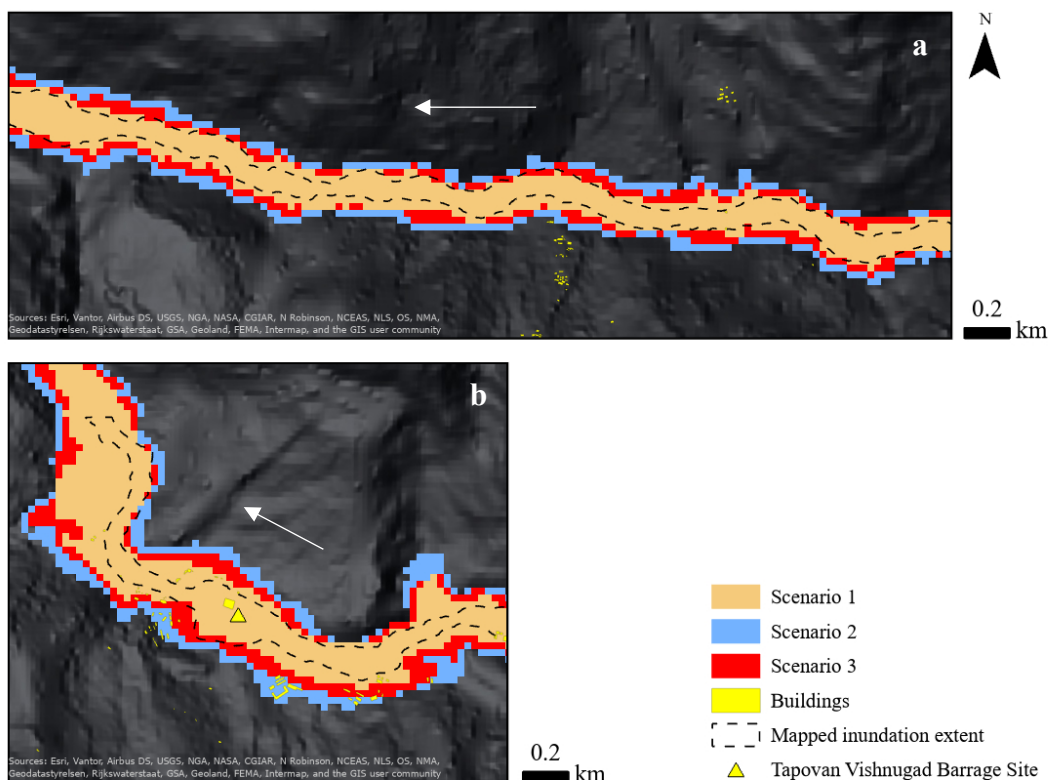 a
N
Sources: Esri, Vantor, Airbus DS, USGS, NGA, NASA, CGIAR, N Robinson, NCEAS, NLS, OS, NMA,
Geodatastyrelsen, Rijkswaterstaat, GSA, Geoland, FEMA, Intermap, and the GIS user community
0.2
km
b
Sources: Esri, Vantor, Airbus DS, USGS, NGA, NASA, CGIAR, N Robinson, NCEAS, NLS, OS, NMA,
Geodatastyrelsen, Rijkswaterstaat, GSA, Geoland, FEMA, Intermap, and the GIS user community
0.2
km
Scenario 1
Scenario 2
Scenario 3
Buildings
Mapped inundation extent
Tapovan Vishnugad Barrage Site